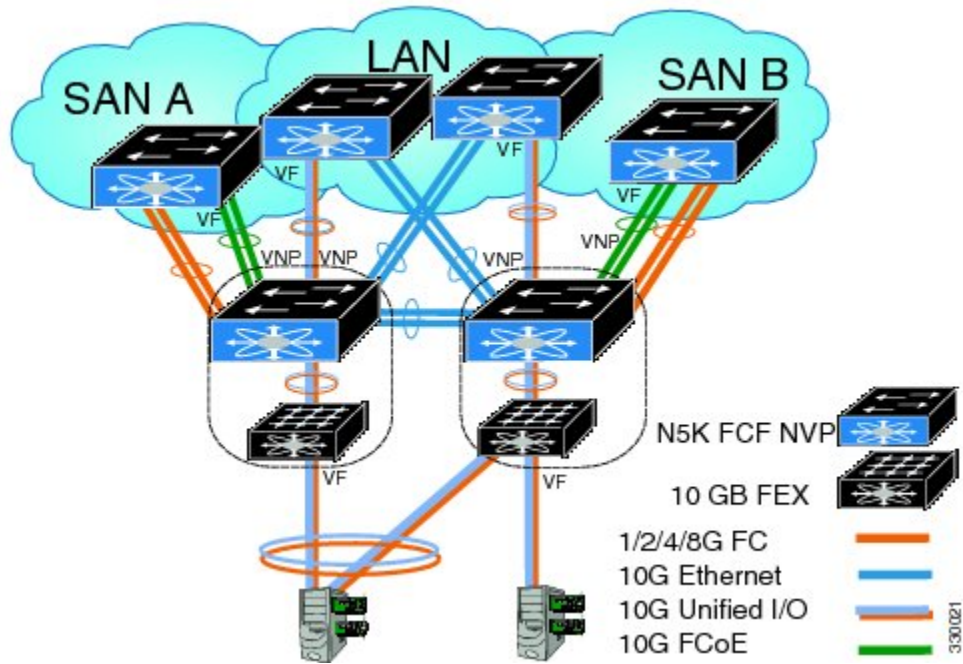 LAN
SAN A
SAN B
VF
VF
VF
VF
VNP
VNP
VNP
VNP
VF
VF
N5K FCF NVP
10 GB FEX
1/2/4/8G FC
10G Ethernet
10G Unified I/O
10G FCoE
330021